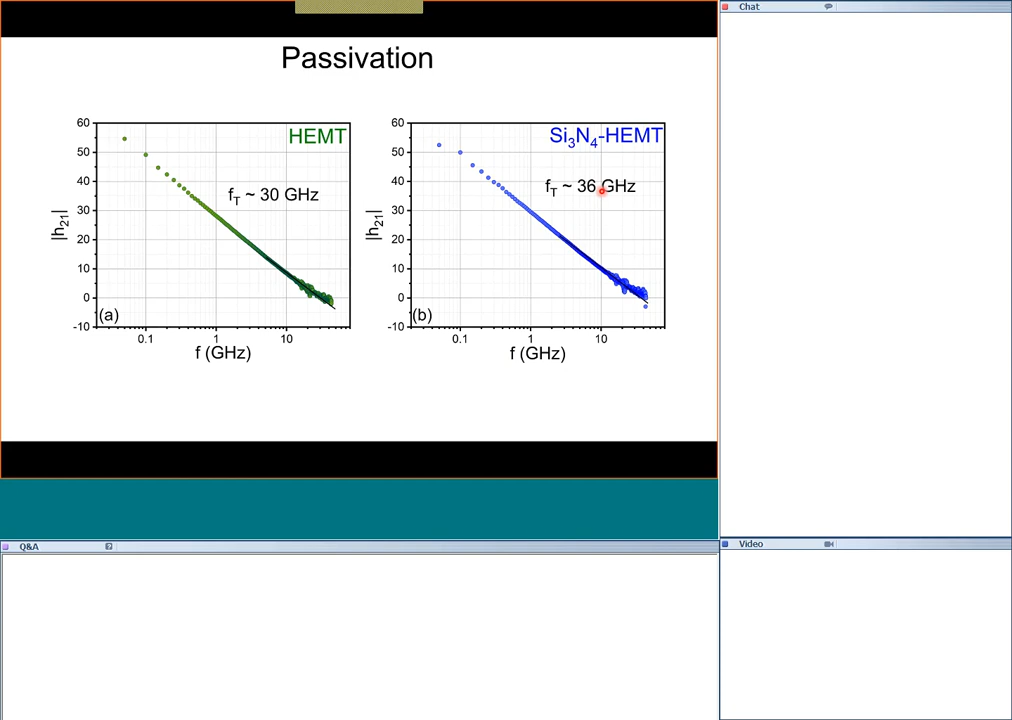 Chat
Passivation
60
50
40
30
20
10
0
-10
|h21|
HEMT
fT ~ 30 GHz
(a)
0.1
1
10
f (GHz)
60
50
40
30
20
10
0
-10
|h21|
Si3N4-HEMT
fT ~ 36 GHz
(b)
0.1
1
10
f (GHz)
Q&A
Video